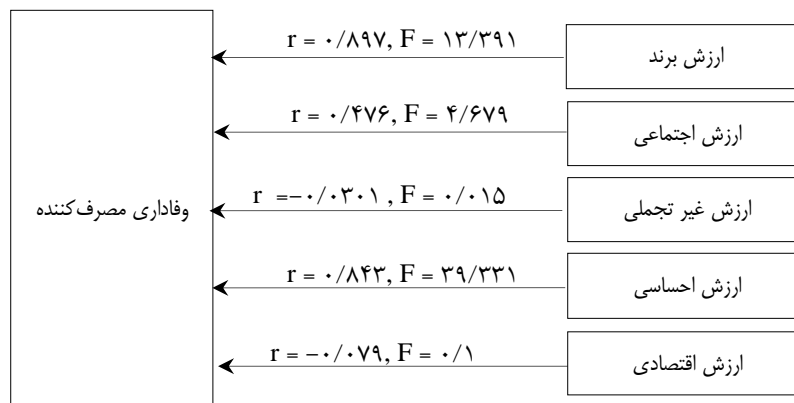 ارزش برند
r = ۰/۸۹۷, F = ۱۳/۳۹۱
ارزش اجتماعی
r = ۰/۴۷۶, F = ۴/۶۷۹
ارزش غیر تجملی
r =-۰/۰۳۰۱ , F = ۰/۰۱۵
وفاداری مصرف‌کننده
ارزش احساسی
r = ۰/۸۴۳, F = ۳۹/۳۳۱
ارزش اقتصادی
r = -۰/۰۷۹, F = ۰/۱